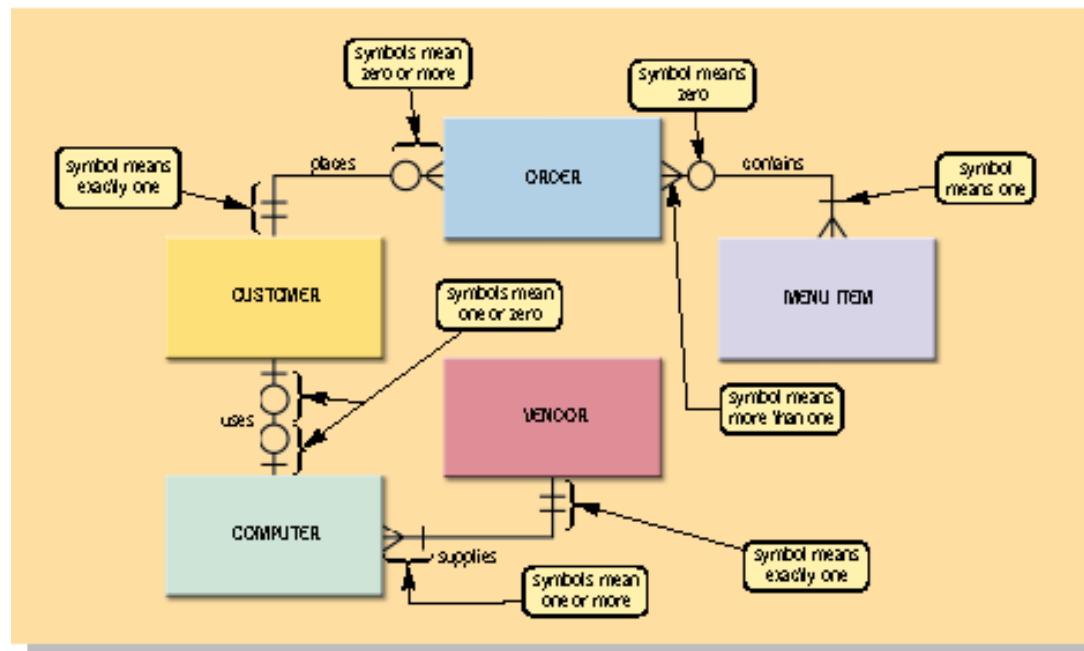 symbols mean
zero or more
symbol means
zero
symbol means
exactly one
places
ORDER
contains
symbol
means one
CUSTOMER
symbols mean
one or zero
MENU ITEM
uses
VENDOR
symbol means
more than one
COMPUTER
supplies
symbol means
exactly one
symbols mean
one or more